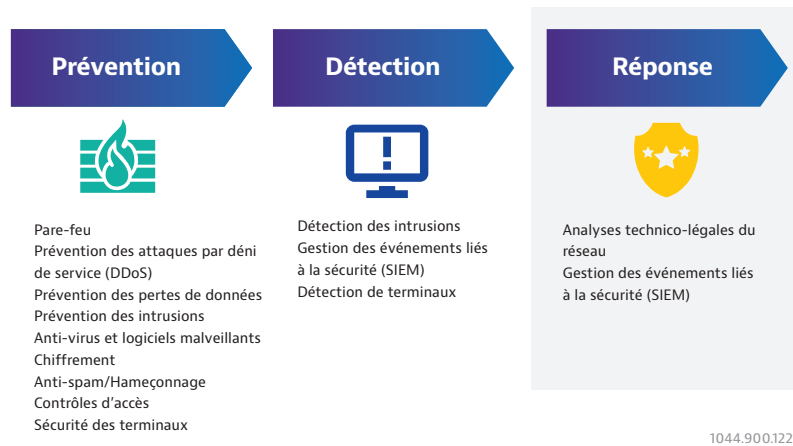 Prévention
Pare-feu
Prévention des attaques par déni
de service (DDoS)
Prévention des pertes de données
Prévention des intrusions
Anti-virus et logiciels malveillants
Chiffrement
Anti-spam/Hameçonnage
Contrôles d’accès
Sécurité des terminaux
Détection
Détection des intrusions
Gestion des événements liés
à la sécurité (SIEM)
Détection de terminaux
Réponse
Analyses technico-légales du
réseau
Gestion des événements liés
à la sécurité (SIEM)
1044.900.122